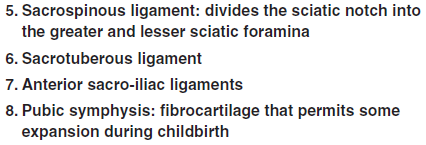 5. Sacrospinous ligament: divides the sciatic notch into
the greater and lesser sciatic foramina
6. Sacrotuberous ligament
7. Anterior sacro-iliac ligaments
8. Pubic symphysis: fibrocartilage that permits some
expansion during childbirth